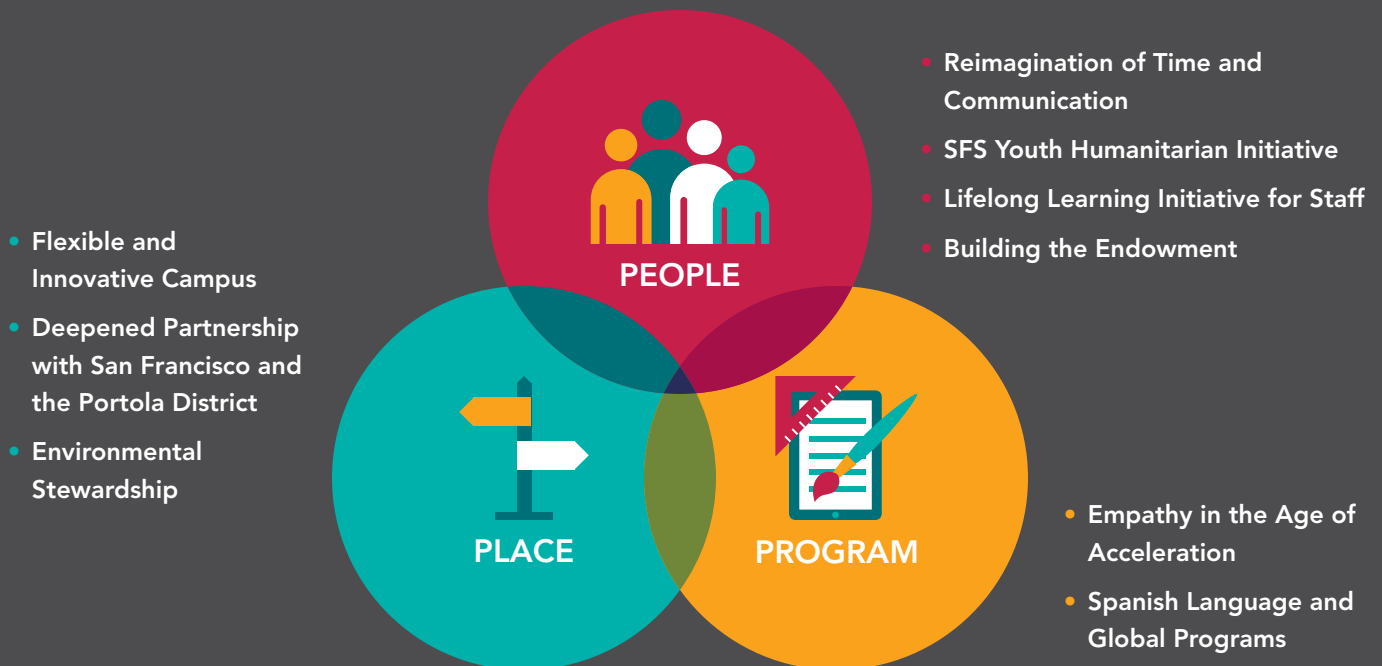 PEOPLE
• Reimagination of Time and
Communication
• SFS Youth Humanitarian Initiative
• Lifelong Learning Initiative for Staff
• Building the Endowment
• Flexible and
Innovative Campus
• Deepened Partnership
with San Francisco and
the Portola District
• Environmental
Stewardship
PLACE
PROGRAM
• Empathy in the Age of
Acceleration
• Spanish Language and
Global Programs